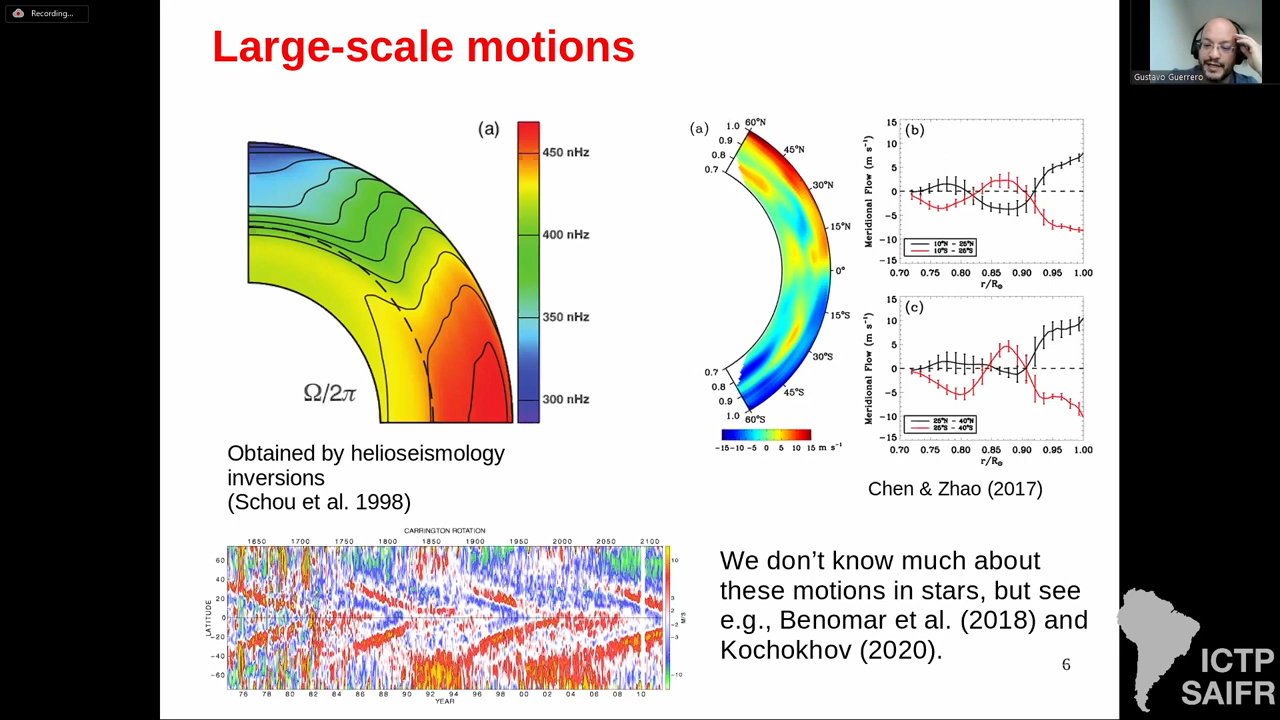 Recording...
Large-scale motions
Gustavo Guerrero
(a)
450 nHz
400 nHz
350 nHz
300 nHz
Ω/2π
Obtained by helioseismology
inversions
(Schou et al. 1998)
(a)
1.0 60°N
0.9
0.8
0.7
45°N
30°N
15°N
0°
15°S
30°S
45°S
0.7
0.8
0.9
1.0 60°S
-15-10 -5 0 5 10 15 m s⁻¹
(b)
Meridional Flow (m s⁻¹)
15
10
5
0
-5
-10
-15
10°N - 25°N
10°S - 25°S
0.70 0.75 0.80 0.85 0.90 0.95 1.00
r/R⊙
(c)
Meridional Flow (m s⁻¹)
15
10
5
0
-5
-10
-15
25°N - 40°N
25°S - 40°S
0.70 0.75 0.80 0.85 0.90 0.95 1.00
r/R⊙
Chen & Zhao (2017)
CARRINGTON ROTATION
1650 1700 1750 1800 1850 1900 1950 2000 2050 2100
LATITUDE
60
40
20
0
-20
-40
-60
76 78 80 82 84 86 88 90 92 94 96 98 00 02 04 06 08 10
YEAR
10
3
2
-2
-3
-10
M/S
We don't know much about
these motions in stars, but see
e.g., Benomar et al. (2018) and
Kochokhov (2020).
6
ICTP
SAIFR